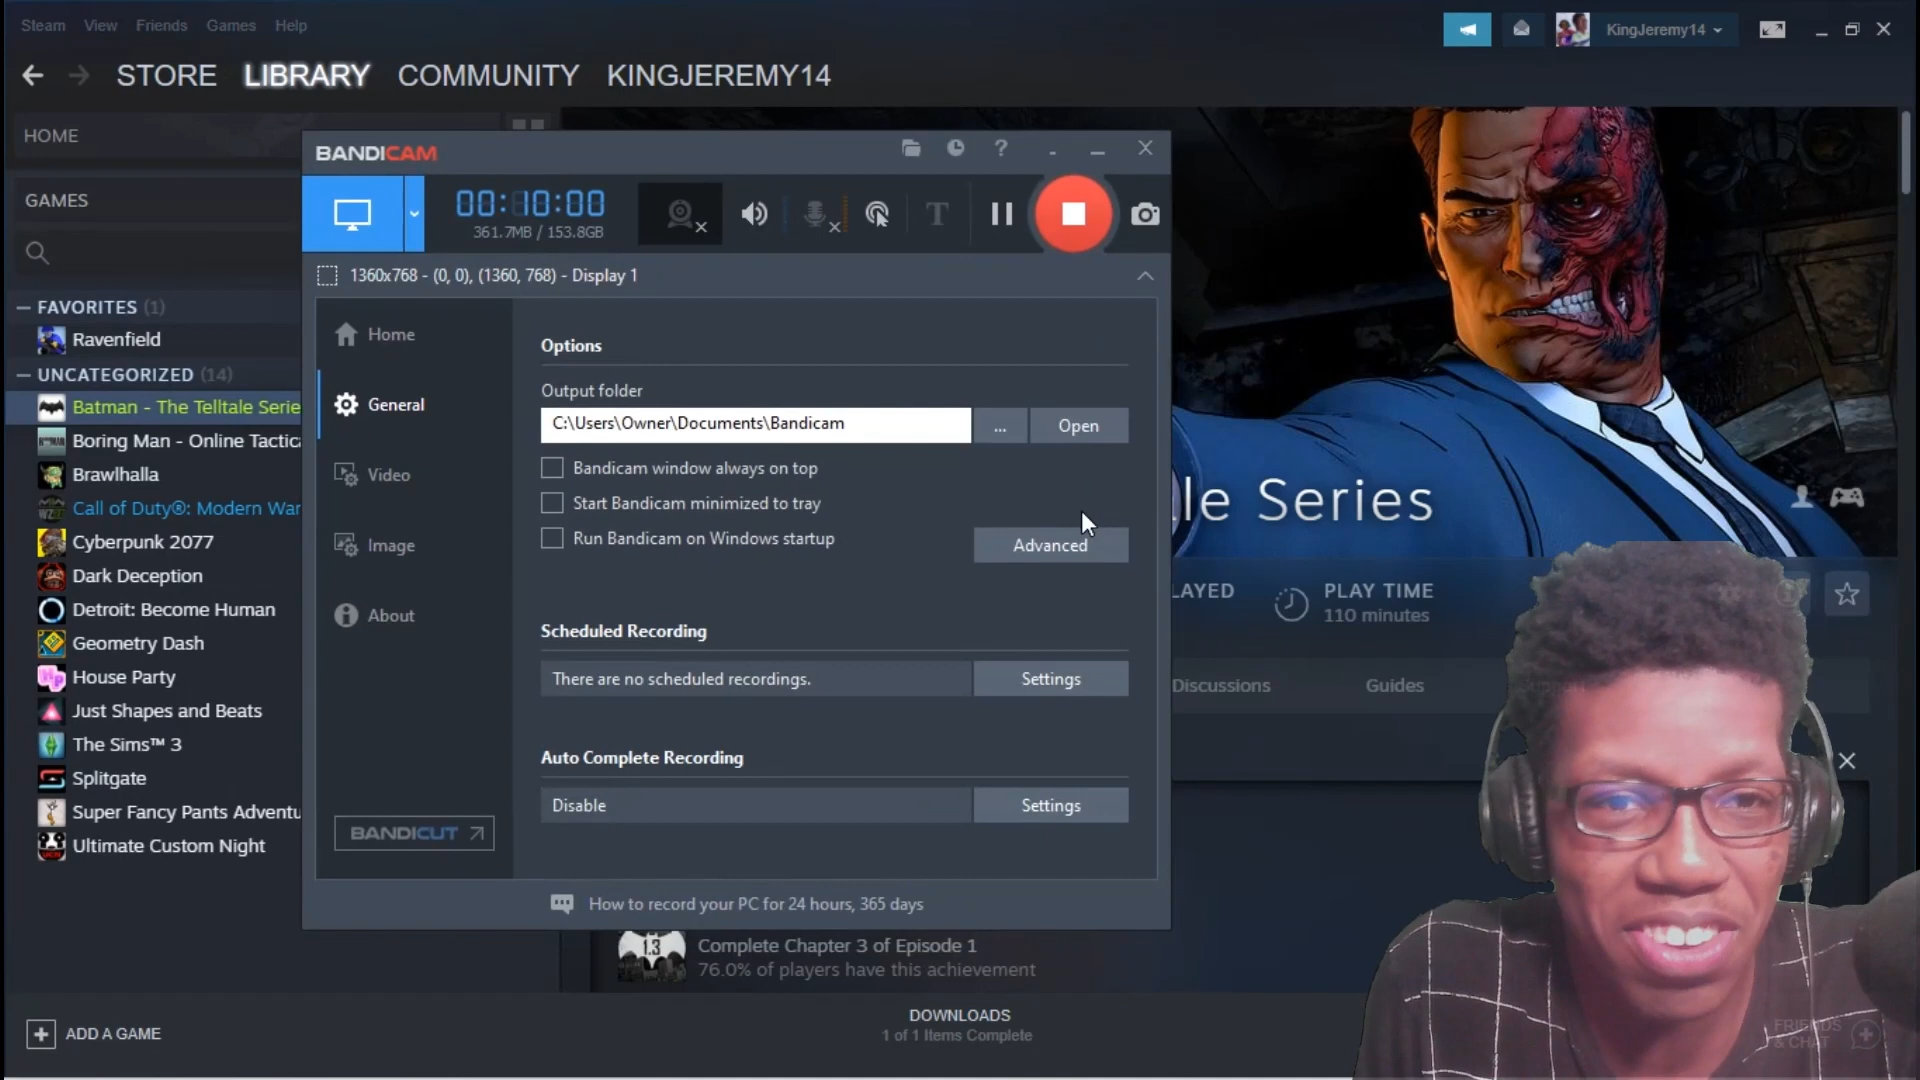 Steam View Friends Games Help
KingJeremy14
STORE LIBRARY COMMUNITY KINGJEREMY14
HOME
GAMES
FAVORITES (1)
Ravenfield
UNCATEGORIZED (14)
Batman - The Telltale Serie
Boring Man - Online Tactica
Brawlhalla
Call of Duty®: Modern War
Cyberpunk 2077
Dark Deception
Detroit: Become Human
Geometry Dash
House Party
Just Shapes and Beats
The Sims™ 3
Splitgate
Super Fancy Pants Adventu
Ultimate Custom Night
ADD A GAME
BANDICAM
00:10:00
361.7MB / 153.8GB
T
1360x768 - (0, 0), (1360, 768) - Display 1
Home
General
Video
Image
About
BANDICUT
Options
Output folder
C:\Users\Owner\Documents\Bandicam
...
Open
Bandicam window always on top
Start Bandicam minimized to tray
Run Bandicam on Windows startup
Advanced
Scheduled Recording
There are no scheduled recordings.
Settings
Auto Complete Recording
Disable
Settings
How to record your PC for 24 hours, 365 days
le Series
LAYED
PLAY TIME
110 minutes
Discussions
Guides
1.3
Complete Chapter 3 of Episode 1
76.0% of players have this achievement
DOWNLOADS
1 of 1 Items Complete
FRIENDS
& CHAT